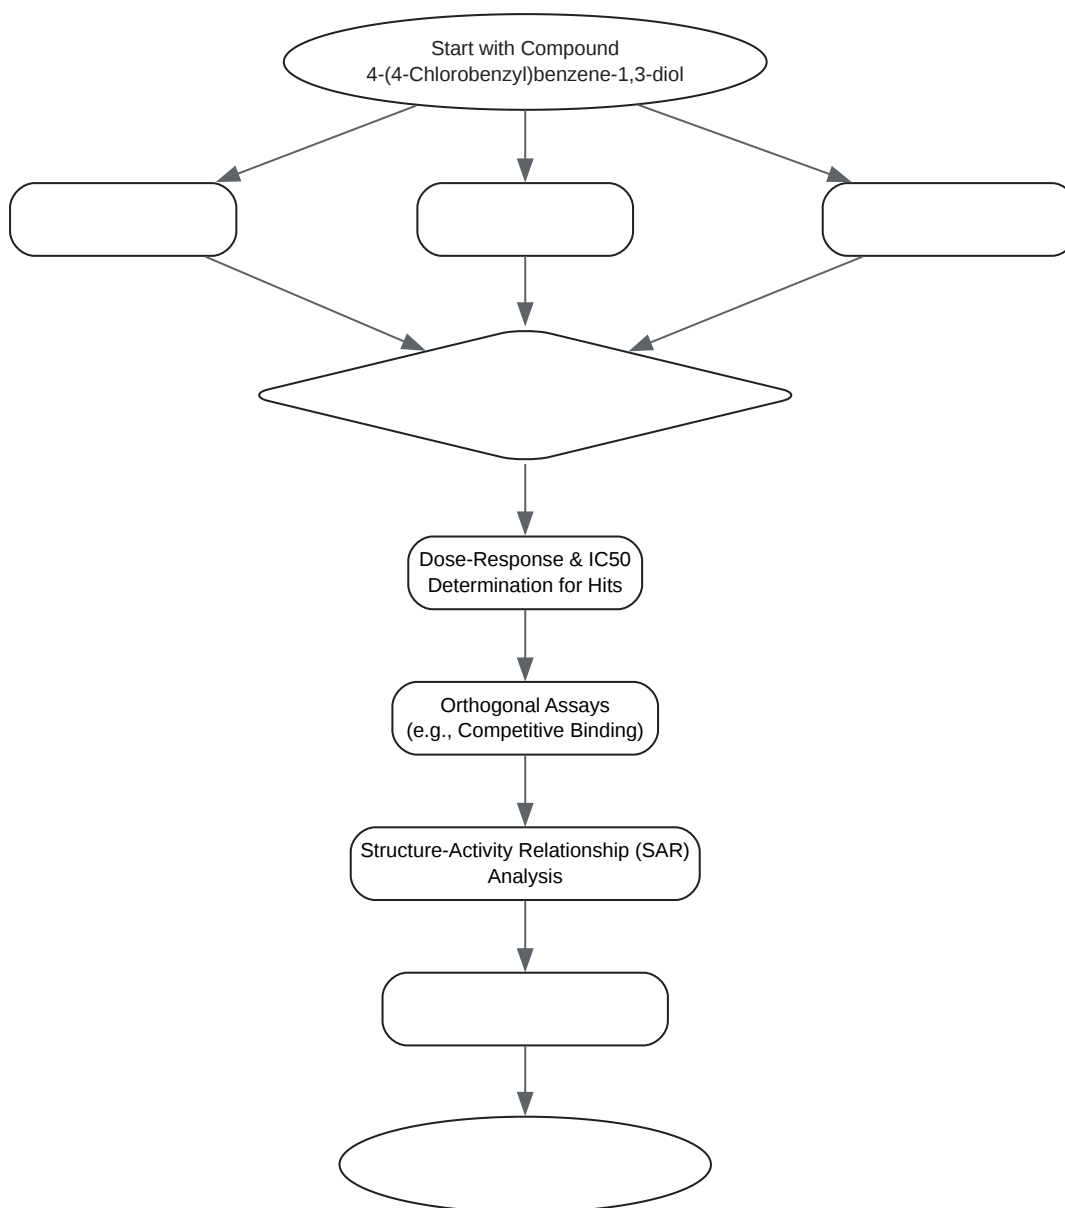 Start with Compound
4-(4-Chlorobenzyl)benzene-1,3-diol
Dose-Response & IC50
Determination for Hits
Orthogonal Assays
(e.g., Competitive Binding)
Structure-Activity Relationship (SAR)
Analysis